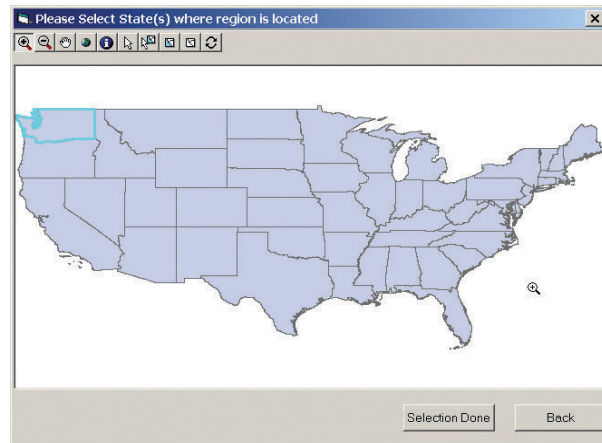 Please Select State(s) where region is located
Selection Done
Back